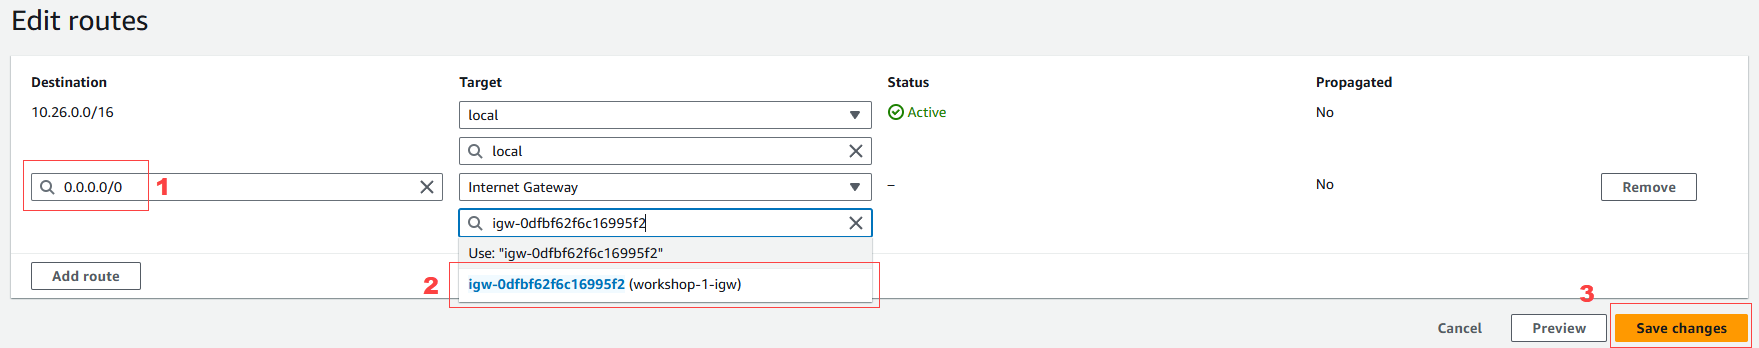 Edit routes
Destination Target Status Propagated
10.26.0.0/16 local Active No
local
0.0.0.0/0 1 Internet Gateway – No Remove
igw-0dfbf62f6c16995f2
Use: "igw-0dfbf62f6c16995f2"
Add route
2 igw-0dfbf62f6c16995f2 (workshop-1-igw)
3
Cancel Preview Save changes